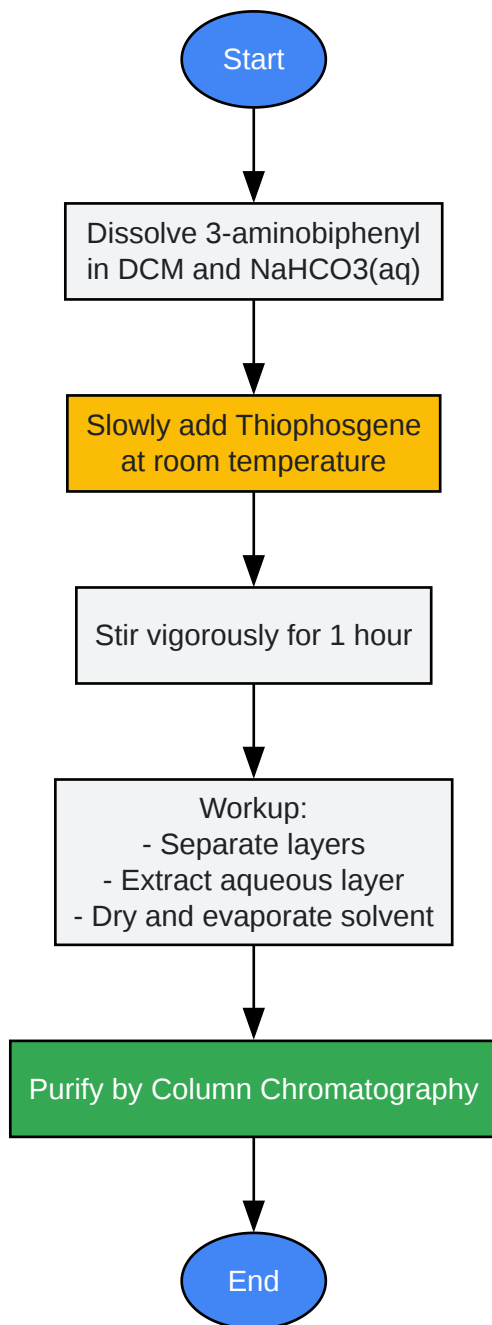 Start
Dissolve 3-aminobiphenyl
in DCM and NaHCO3(aq)
Slowly add Thiophosgene
at room temperature
Stir vigorously for 1 hour
Workup:
- Separate layers
- Extract aqueous layer
- Dry and evaporate solvent
Purify by Column Chromatography
End